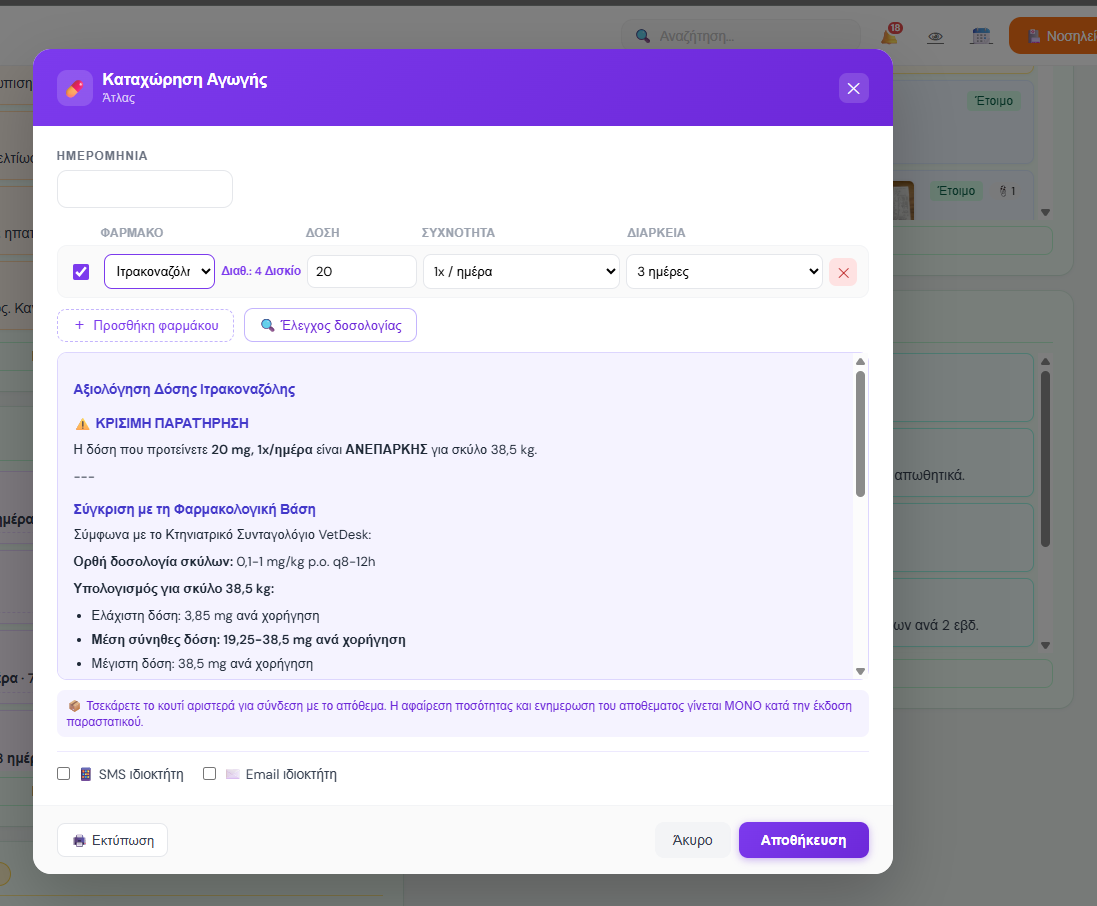 Αναζήτηση...
18
Νοσηλεί
Καταχώρηση Αγωγής
Άτλας
Έτοιμο
ΗΜΕΡΟΜΗΝΙΑ
Έτοιμο
1
ΦΑΡΜΑΚΟ
ΔΟΣΗ
ΣΥΧΝΟΤΗΤΑ
ΔΙΑΡΚΕΙΑ
Διαθ.: 4 Δισκίο
20
1x / ημέρα
3 ημέρες
+ Προσθήκη φαρμάκου
Έλεγχος δοσολογίας
Αξιολόγηση Δόσης Ιτρακοναζόλης
ΚΡΙΣΙΜΗ ΠΑΡΑΤΗΡΗΣΗ
Η δόση που προτείνετε 20 mg, 1x/ημέρα είναι ΑΝΕΠΑΡΚΗΣ για σκύλο 38,5 kg.
---
Σύγκριση με τη Φαρμακολογική Βάση
Σύμφωνα με το Κτηνιατρικό Συνταγολόγιο VetDesk:
Ορθή δοσολογία σκύλων: 0,1-1 mg/kg p.o. q8-12h
Υπολογισμός για σκύλο 38,5 kg:
• Ελάχιστη δόση: 3,85 mg ανά χορήγηση
• Μέση σύνηθες δόση: 19,25-38,5 mg ανά χορήγηση
• Μέγιστη δόση: 38,5 mg ανά χορήγηση
απωθητικά.
ων ανά 2 εβδ.
Τσεκάρετε το κουτί αριστερά για σύνδεση με το απόθεμα. Η αφαίρεση ποσότητας και ενημερωση του αποθεματος γίνεται ΜΟΝΟ κατά την έκδοση
παραστατικού.
SMS ιδιοκτήτη
Email ιδιοκτήτη
Εκτύπωση
Άκυρο
Αποθήκευση